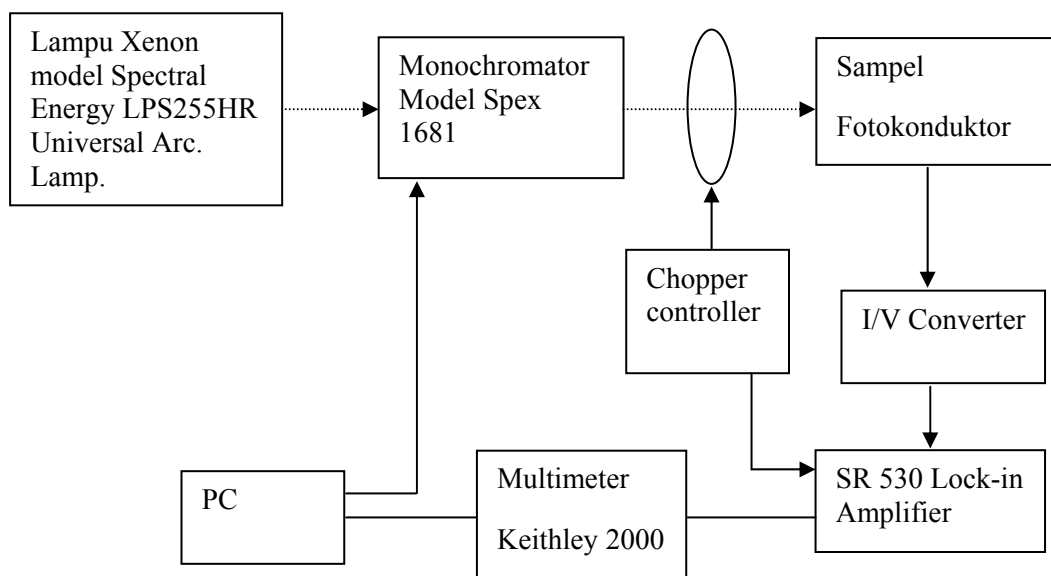 Lampu Xenon
model Spectral
Energy LPS255HR
Universal Arc.
Lamp.
Monochromator
Model Spex
1681
Sampel
Fotokonduktor
Chopper
controller
I/V Converter
PC
Multimeter
Keithley 2000
SR 530 Lock-in
Amplifier